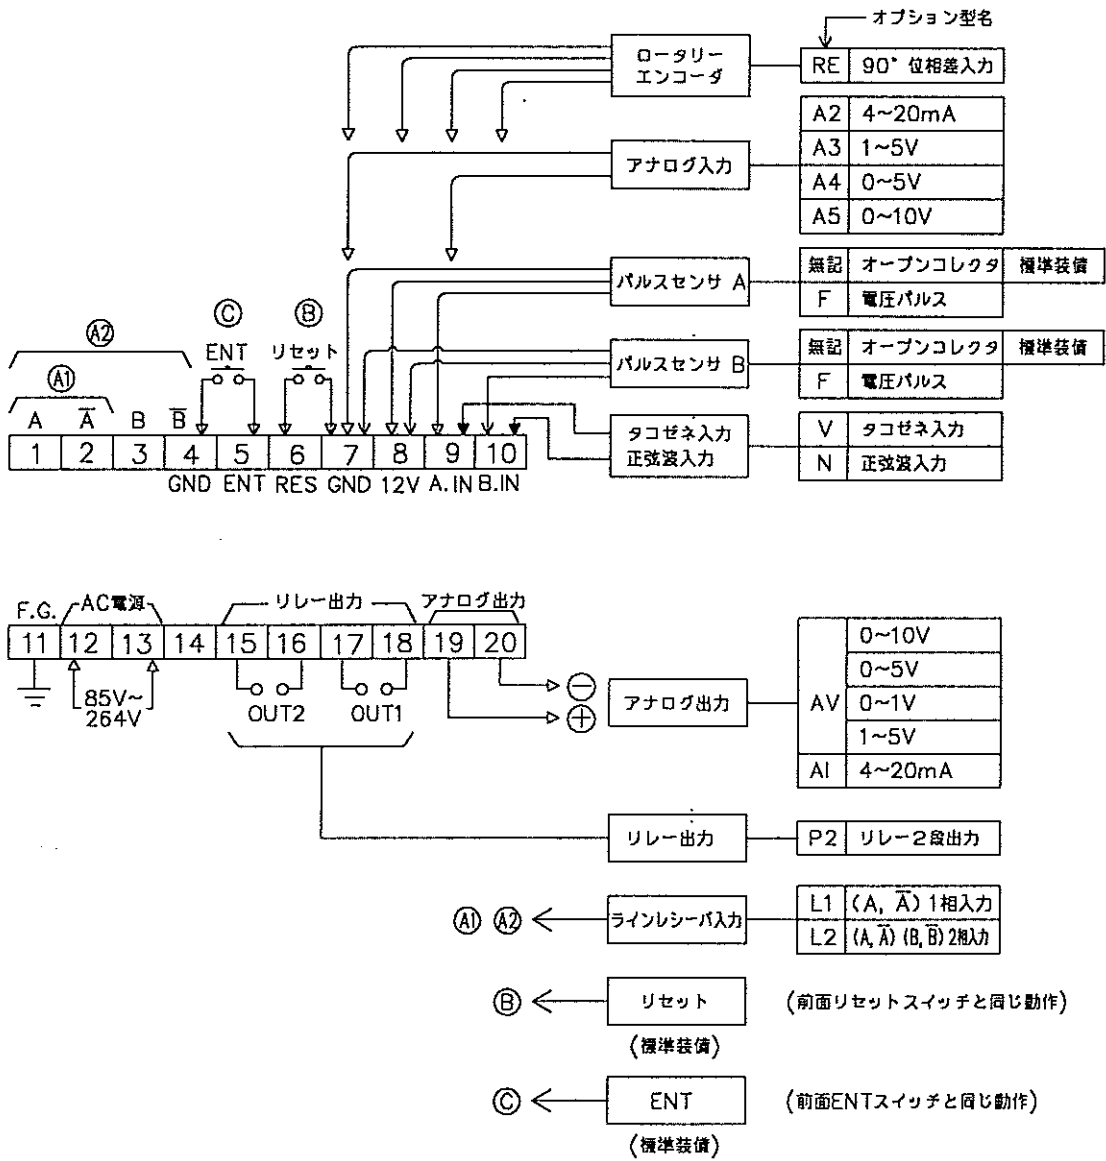 オプション型名
ロータリー
エンコーダ
RE 90° 位相差入力
アナログ入力
A2 4~20mA
A3 1~5V
A4 0~5V
A5 0~10V
パルスセンサ A
無記 オープンコレクタ 標準装備
F 電圧パルス
パルスセンサ B
無記 オープンコレクタ 標準装備
F 電圧パルス
タコゼネ入力
正弦波入力
V タコゼネ入力
N 正弦波入力
Ⓒ Ⓑ
(A2) ENT リセット
(A1)
A A̅ B B̅
1 2 3 4 5 6 7 8 9 10
GND ENT RES GND 12V A.IN B.IN
F.G. AC電源 リレー出力 アナログ出力
11 12 13 14 15 16 17 18 19 20
85V~
264V
OUT2 OUT1
⊖
⊕
アナログ出力
AV 0~10V
0~5V
0~1V
1~5V
AI 4~20mA
リレー出力 P2 リレー2段出力
(A1) (A2) ラインレシーバ入力
L1 (A, A̅) 1相入力
L2 (A, A̅) (B, B̅) 2相入力
Ⓑ リセット (前面リセットスイッチと同じ動作)
(標準装備)
Ⓒ ENT (前面ENTスイッチと同じ動作)
(標準装備)